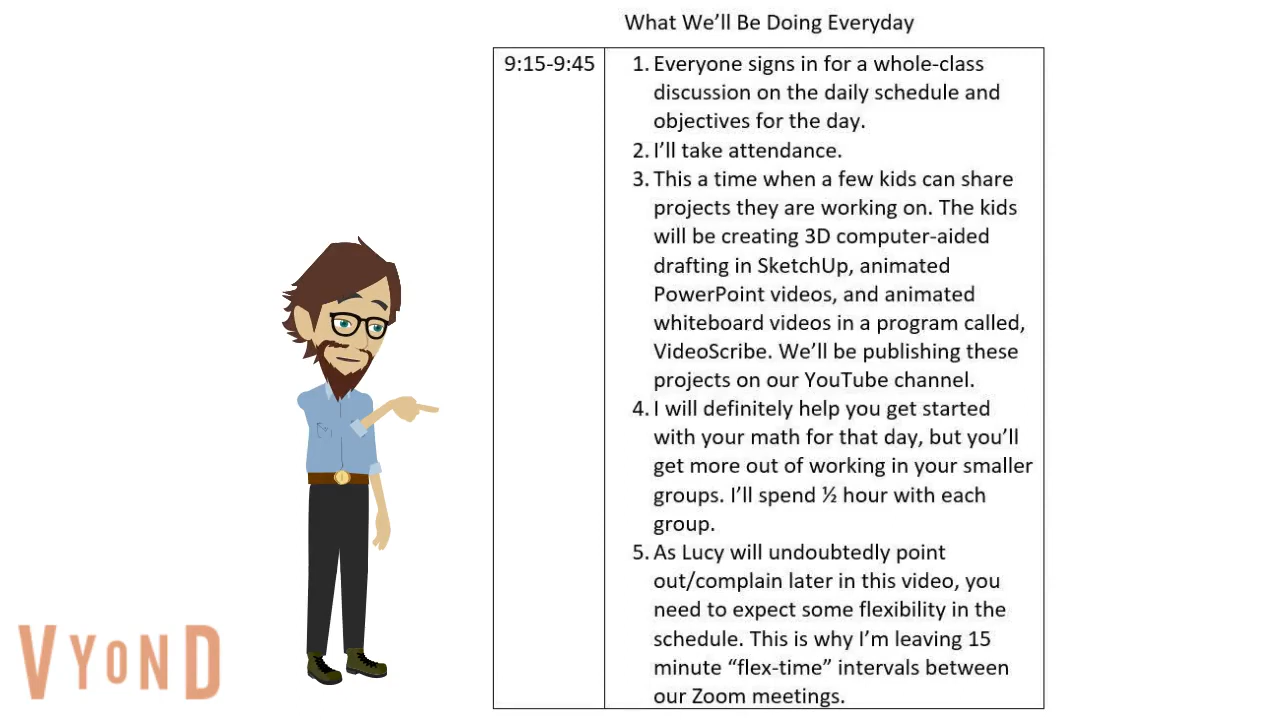 What We’ll Be Doing Everyday
9:15-9:45
1. Everyone signs in for a whole-class
discussion on the daily schedule and
objectives for the day.
2. I’ll take attendance.
3. This a time when a few kids can share
projects they are working on. The kids
will be creating 3D computer-aided
drafting in SketchUp, animated
PowerPoint videos, and animated
whiteboard videos in a program called,
VideoScribe. We’ll be publishing these
projects on our YouTube channel.
4. I will definitely help you get started
with your math for that day, but you’ll
get more out of working in your smaller
groups. I’ll spend ½ hour with each
group.
5. As Lucy will undoubtedly point
out/complain later in this video, you
need to expect some flexibility in the
schedule. This is why I’m leaving 15
minute “flex-time” intervals between
our Zoom meetings.
VYOND